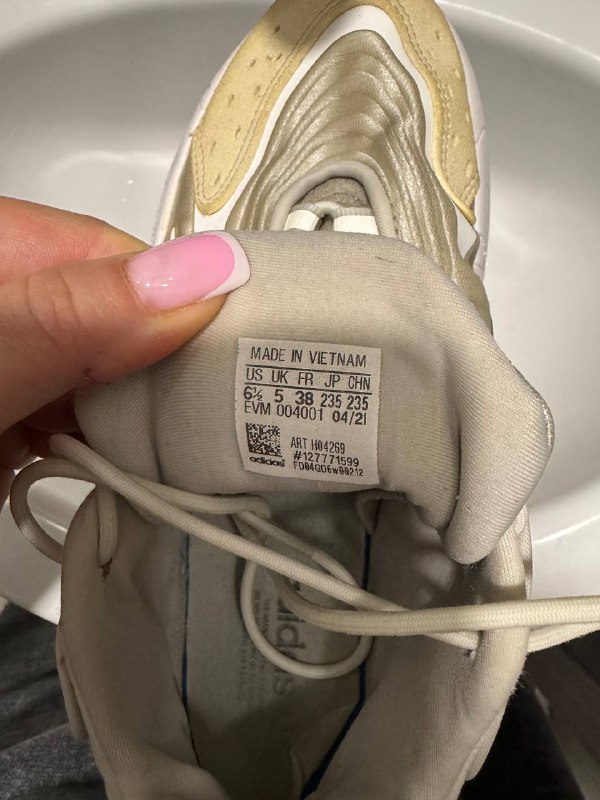 MADE IN VIETNAM
US UK FR JP CHN
6½ 5 38 235 235
EVM 004001 04/21
ART H04269
#127771599
adidas
FD04GD6W00212